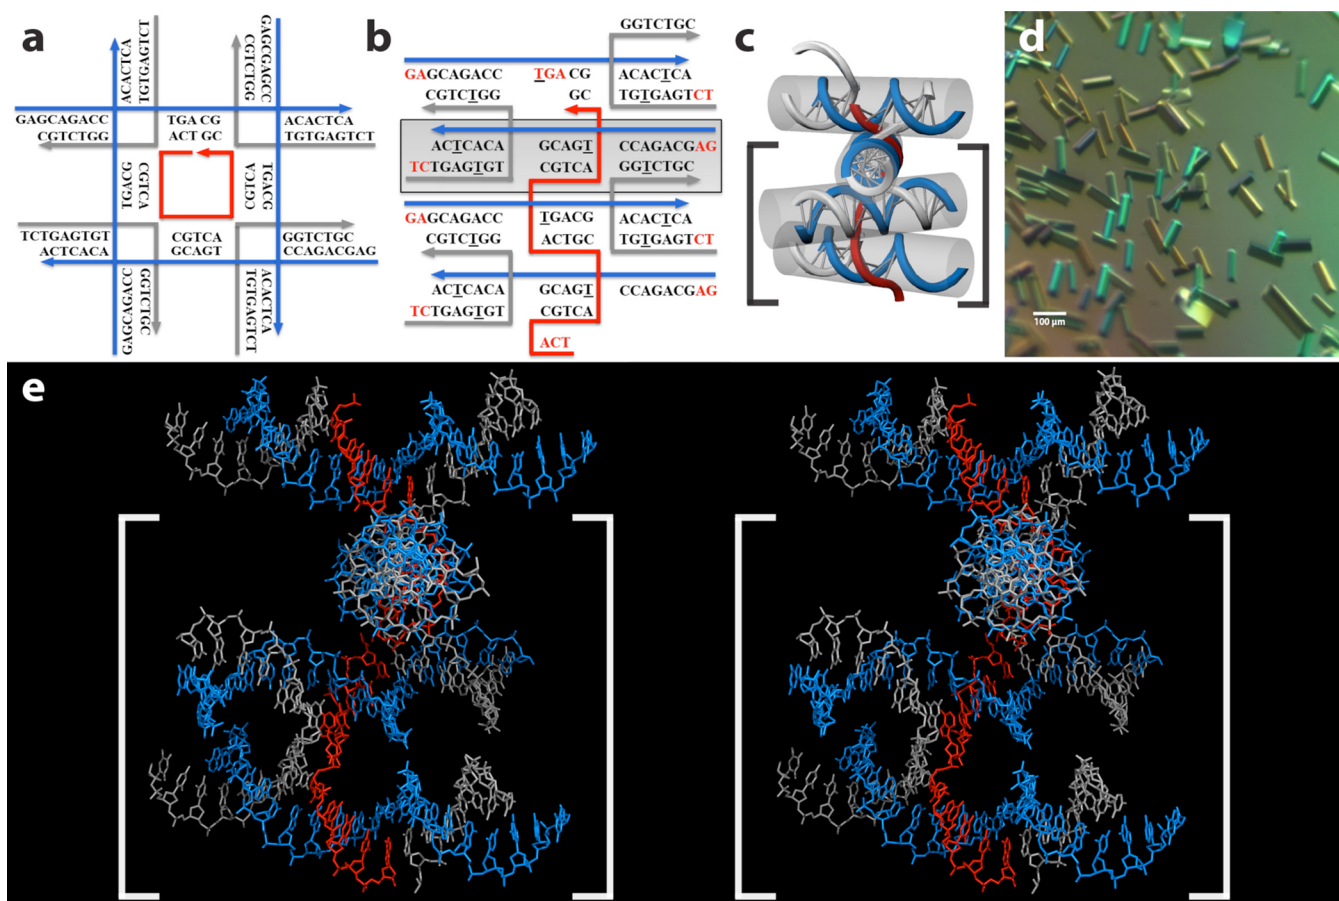 a
ACACTCA
TGTGAGTCT
GAGCGAGCC
CGTCTGG
GAGCAGACC
CGTCTGG
TGA CG
ACT GC
ACACTCA
TGTGAGTCT
TGACG
CGTCA
TGACG
CGTCA
TCTGAGTGT
ACTCACA
CGTCA
GCAGT
GGTCTGC
CCAGACGAG
GAGCAGACC
GGTCTGC
ACACTCA
TGTGAGTCT
b
GGTCTGC
GAGCAGACC TGA CG ACACTCA
CGTCTGG GC TGTGAGTCT
ACTCACA GCAGT CCAGACGAG
TCTGAGTGT CGTCA GGTCTGC
GAGCAGACC TGACG ACACTCA
CGTCTGG ACTGC TGTGAGTCT
ACTCACA GCAGT CCAGACGAG
TCTGAGTGT CGTCA
ACT
c
d
100 µm
e